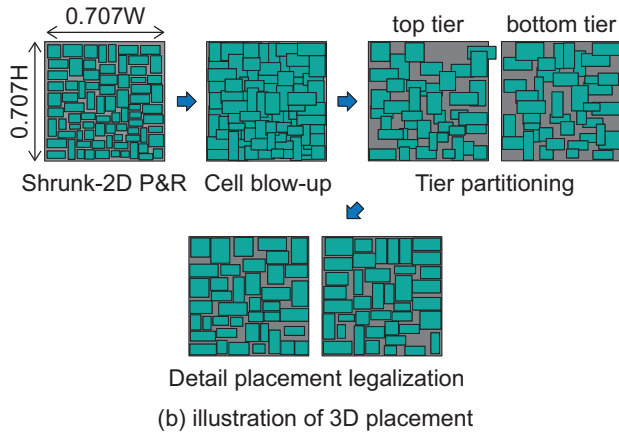 0.707W
top tier
bottom tier
0.707H
Shrunk-2D P&R
Cell blow-up
Tier partitioning
Detail placement legalization
(b) illustration of 3D placement